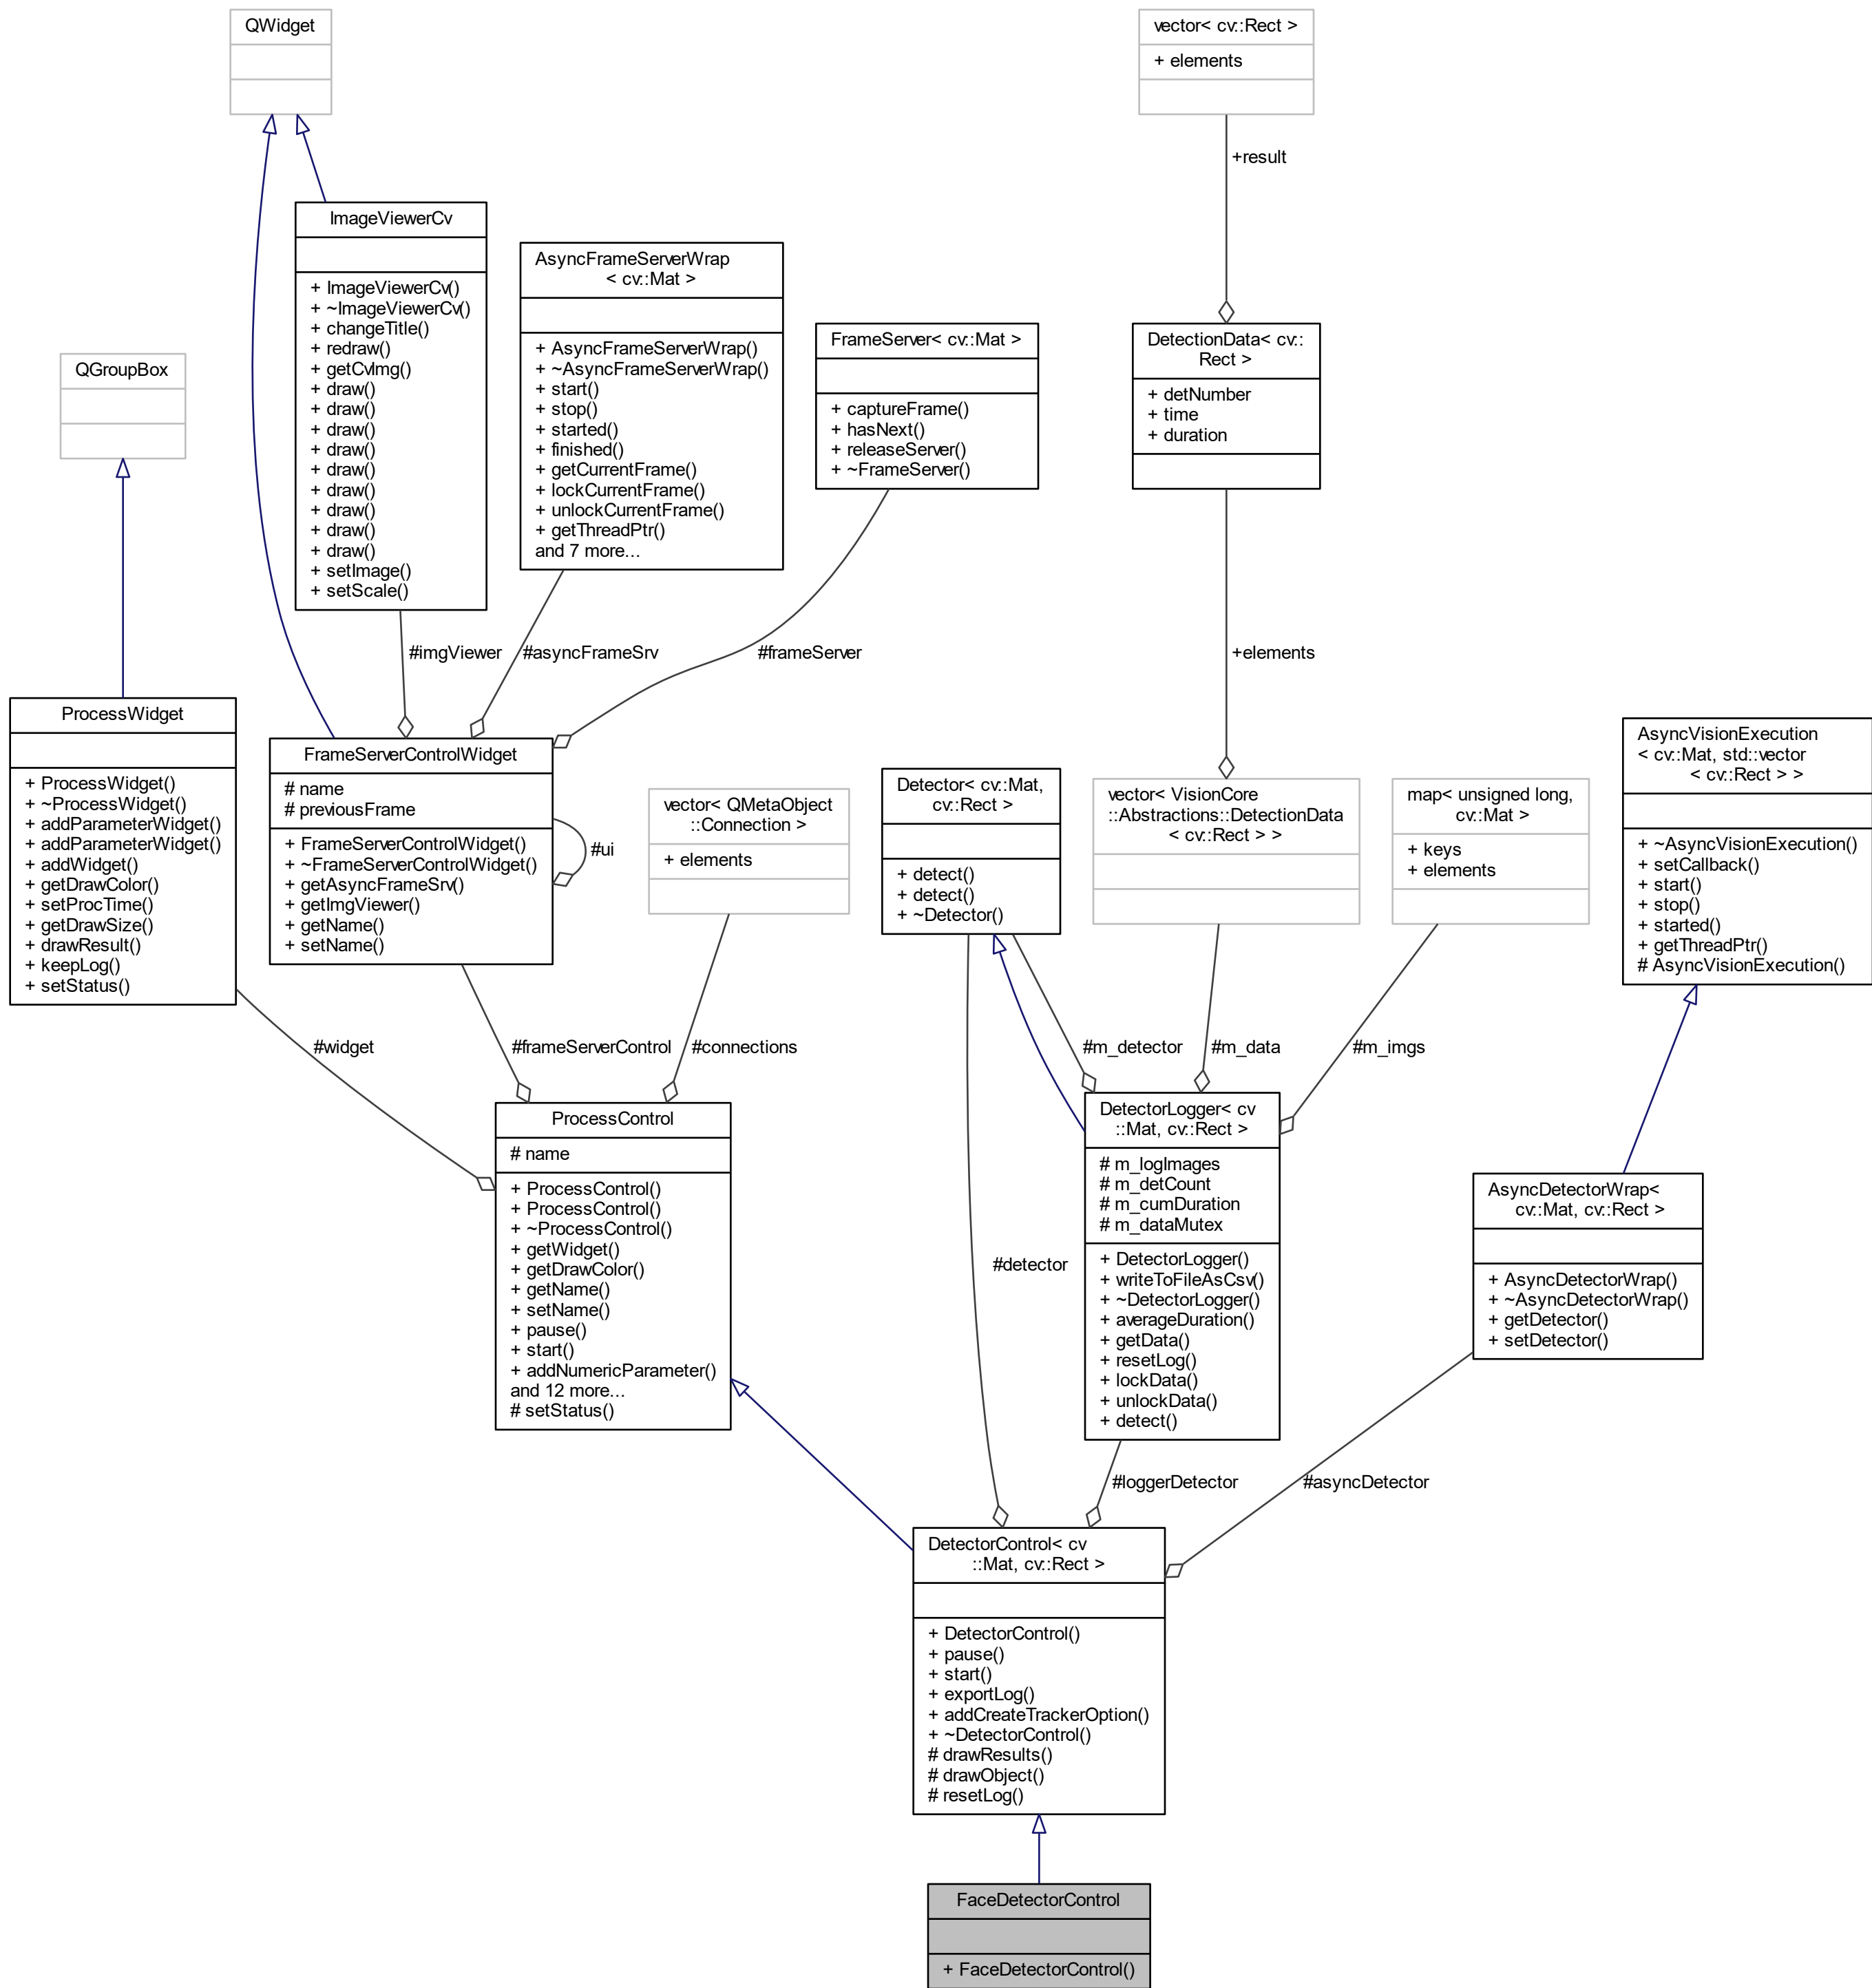 QWidget
vector< cv::Rect >
+ elements
+result
ImageViewerCv
+ ImageViewerCv()
+ ~ImageViewerCv()
+ changeTitle()
+ redraw()
+ getCvImg()
+ draw()
+ draw()
+ draw()
+ draw()
+ draw()
+ draw()
+ draw()
+ draw()
+ draw()
+ setImage()
+ setScale()
AsyncFrameServerWrap
< cv::Mat >
+ AsyncFrameServerWrap()
+ ~AsyncFrameServerWrap()
+ start()
+ stop()
+ started()
+ finished()
+ getCurrentFrame()
+ lockCurrentFrame()
+ unlockCurrentFrame()
+ getThreadPtr()
and 7 more...
FrameServer< cv::Mat >
+ captureFrame()
+ hasNext()
+ releaseServer()
+ ~FrameServer()
DetectionData< cv::
Rect >
+ detNumber
+ time
+ duration
QGroupBox
#imgViewer
#asyncFrameSrv
#frameServer
+elements
ProcessWidget
+ ProcessWidget()
+ ~ProcessWidget()
+ addParameterWidget()
+ addParameterWidget()
+ addWidget()
+ getDrawColor()
+ setProcTime()
+ getDrawSize()
+ drawResult()
+ keepLog()
+ setStatus()
FrameServerControlWidget
# name
# previousFrame
+ FrameServerControlWidget()
+ ~FrameServerControlWidget()
+ getAsyncFrameSrv()
+ getImgViewer()
+ getName()
+ setName()
#ui
vector< QMetaObject
::Connection >
+ elements
Detector< cv::Mat,
cv::Rect >
+ detect()
+ detect()
+ ~Detector()
vector< VisionCore
::Abstractions::DetectionData
< cv::Rect > >
map< unsigned long,
cv::Mat >
+ keys
+ elements
AsyncVisionExecution
< cv::Mat, std::vector
< cv::Rect > >
+ ~AsyncVisionExecution()
+ setCallback()
+ start()
+ stop()
+ started()
+ getThreadPtr()
# AsyncVisionExecution()
#widget
#frameServerControl
#connections
#m_detector
#m_data
#m_imgs
ProcessControl
# name
+ ProcessControl()
+ ProcessControl()
+ ~ProcessControl()
+ getWidget()
+ getDrawColor()
+ getName()
+ setName()
+ pause()
+ start()
+ addNumericParameter()
and 12 more...
# setStatus()
#detector
DetectorLogger< cv
::Mat, cv::Rect >
# m_logImages
# m_detCount
# m_cumDuration
# m_dataMutex
+ DetectorLogger()
+ writeToFileAsCsv()
+ ~DetectorLogger()
+ averageDuration()
+ getData()
+ resetLog()
+ lockData()
+ unlockData()
+ detect()
AsyncDetectorWrap<
cv::Mat, cv::Rect >
+ AsyncDetectorWrap()
+ ~AsyncDetectorWrap()
+ getDetector()
+ setDetector()
#loggerDetector
#asyncDetector
DetectorControl< cv
::Mat, cv::Rect >
+ DetectorControl()
+ pause()
+ start()
+ exportLog()
+ addCreateTrackerOption()
+ ~DetectorControl()
# drawResults()
# drawObject()
# resetLog()
FaceDetectorControl
+ FaceDetectorControl()